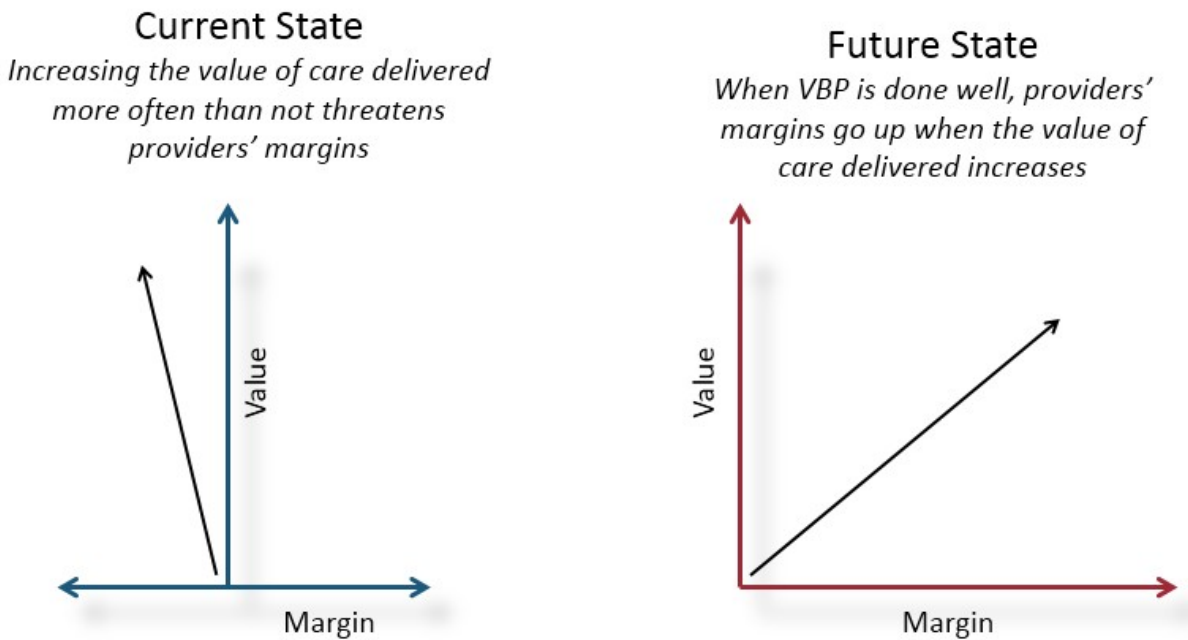 Current State
Increasing the value of care delivered
more often than not threatens
providers’ margins
Value
Margin
Future State
When VBP is done well, providers’
margins go up when the value of
care delivered increases
Value
Margin